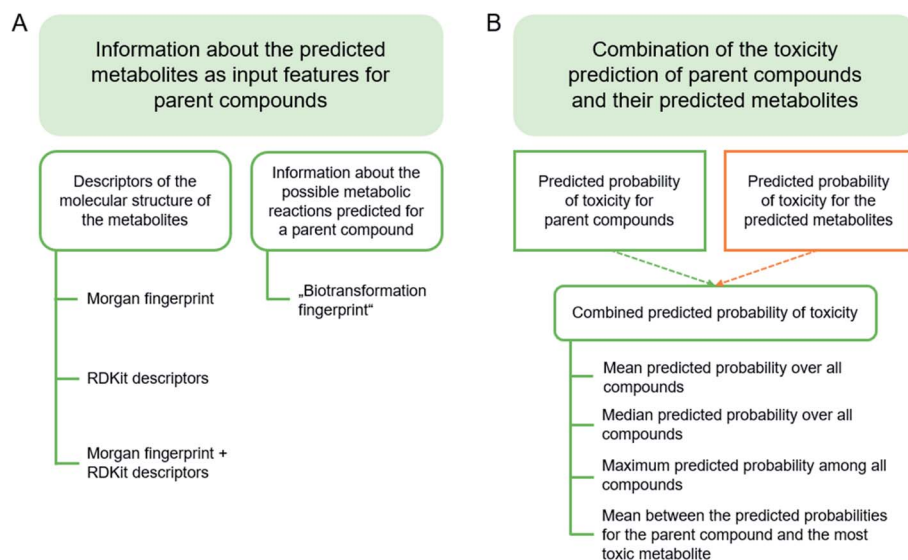 A
Information about the predicted
metabolites as input features for
parent compounds
Descriptors of the
molecular structure of
the metabolites
Morgan fingerprint
RDKit descriptors
Morgan fingerprint +
RDKit descriptors
Information about the
possible metabolic
reactions predicted for
a parent compound
„Biotransformation
fingerprint“
B
Combination of the toxicity
prediction of parent compounds
and their predicted metabolites
Predicted probability
of toxicity for
parent compounds
Predicted probability
of toxicity for the
predicted metabolites
Combined predicted probability of toxicity
Mean predicted probability over all
compounds
Median predicted probability over all
compounds
Maximum predicted probability among all
compounds
Mean between the predicted probabilities
for the parent compound and the most
toxic metabolite